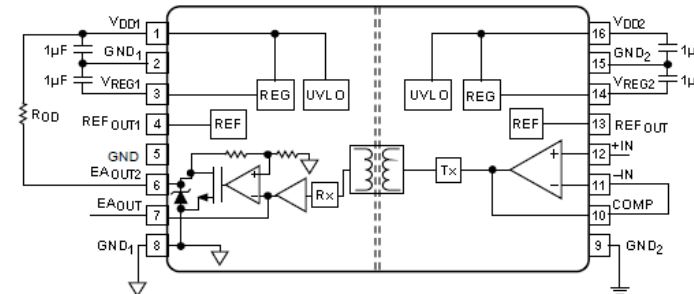 VDD1
1
1µF
GND1
2
1µF
VREG1
3
REG
UVLO
ROD
REFOUT1
4
REF
GND
5
EAOUT2
6
EAOUT
7
GND1
8
+
−
Rx
Tx
UVLO
REG
REF
+
−
16
VDD2
1µ
15
GND2
1µ
14
VREG2
13
REFOUT
12
+IN
11
−IN
10
COMP
9
GND2